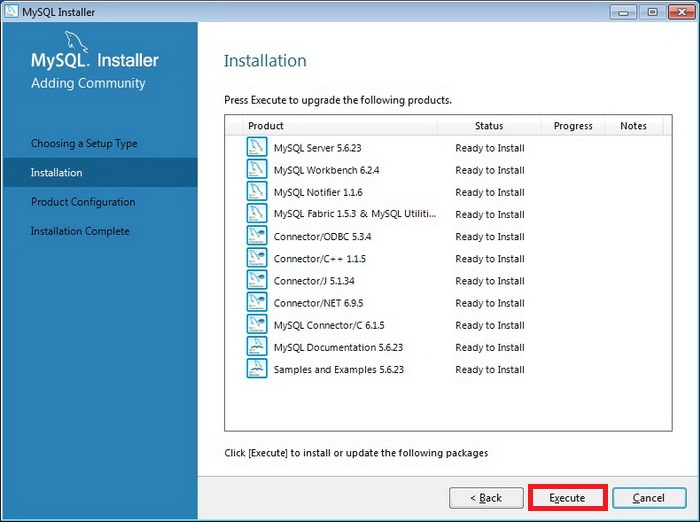 MySQL Installer
MySQL. Installer
Adding Community
Choosing a Setup Type
Installation
Product Configuration
Installation Complete
Installation
Press Execute to upgrade the following products.
Product Status Progress Notes
MySQL Server 5.6.23 Ready to Install
MySQL Workbench 6.2.4 Ready to Install
MySQL Notifier 1.1.6 Ready to Install
MySQL Fabric 1.5.3 & MySQL Utiliti... Ready to Install
Connector/ODBC 5.3.4 Ready to Install
Connector/C++ 1.1.5 Ready to Install
Connector/J 5.1.34 Ready to Install
Connector/NET 6.9.5 Ready to Install
MySQL Connector/C 6.1.5 Ready to Install
MySQL Documentation 5.6.23 Ready to Install
Samples and Examples 5.6.23 Ready to Install
Click [Execute] to install or update the following packages
< Back Execute Cancel